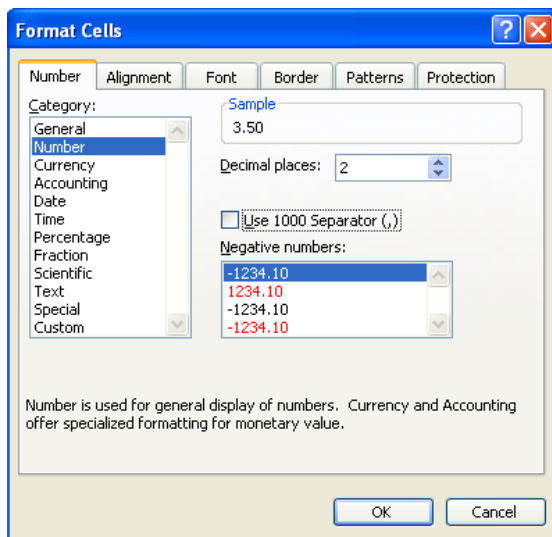 Format Cells
Number Alignment Font Border Patterns Protection
Category:
General
Number
Currency
Accounting
Date
Time
Percentage
Fraction
Scientific
Text
Special
Custom
Sample
3.50
Decimal places: 2
Use 1000 Separator (,)
Negative numbers:
-1234.10
1234.10
-1234.10
-1234.10
Number is used for general display of numbers. Currency and Accounting
offer specialized formatting for monetary value.
OK Cancel